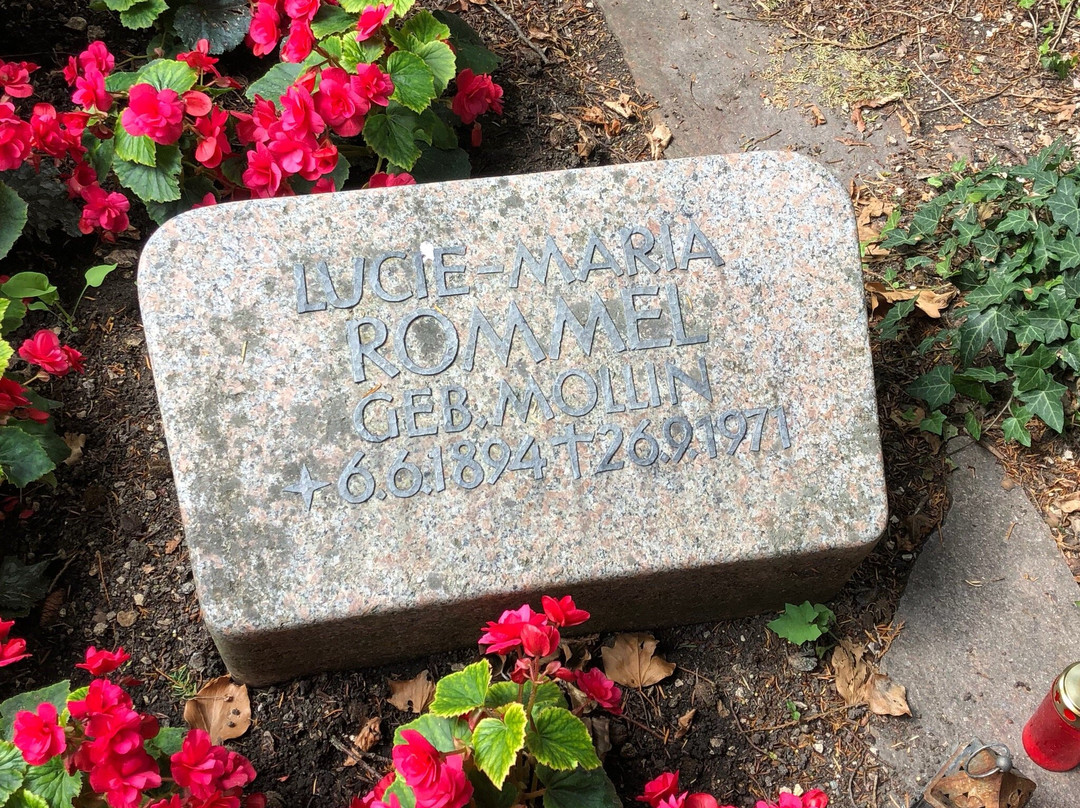 LUCIE-MARIA
ROMMEL
GEB. MOLLIN
6.6.1894 † 26.9.1971